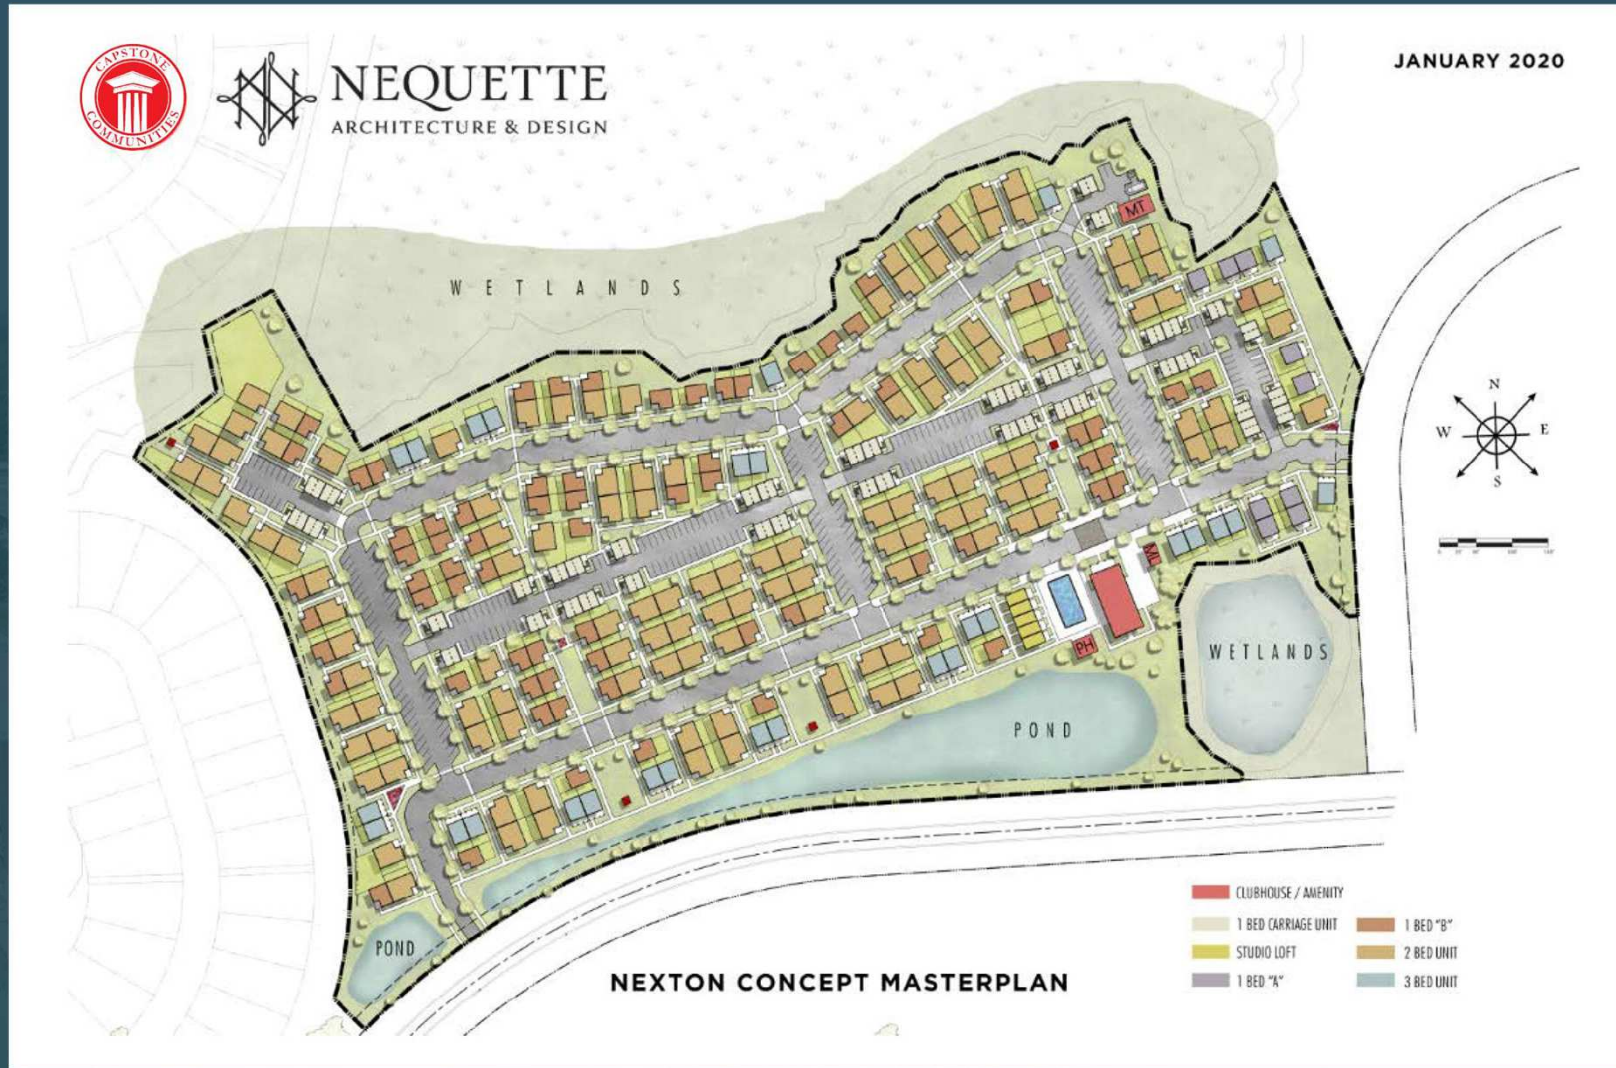 CAPSTONE
COMMUNITIES
NEQUETTE
ARCHITECTURE & DESIGN
JANUARY 2020
WETLANDS
MT
N
W E
S
ML
PH
WETLANDS
POND
POND
CLUBHOUSE / AMENITY
1 BED CARRIAGE UNIT
1 BED "B"
STUDIO LOFT
2 BED UNIT
1 BED "A"
3 BED UNIT
NEXTON CONCEPT MASTERPLAN